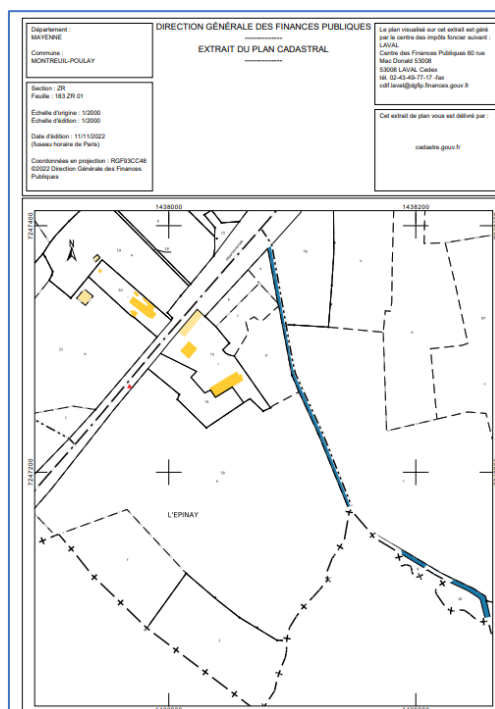 Département :
MAYENNE
Commune :
MONTREUIL-POULAY
Section : ZR
Feuille : 183 ZR 01
Échelle d'origine : 1/2000
Échelle d'édition : 1/2000
Date d'édition : 11/11/2022
(fuseau horaire de Paris)
Coordonnées en projection : RGF93CC48
©2022 Direction Générale des Finances
Publiques
DIRECTION GÉNÉRALE DES FINANCES PUBLIQUES
-------------
EXTRAIT DU PLAN CADASTRAL
-------------
Le plan visualisé sur cet extrait est géré
par le centre des impôts foncier suivant :
LAVAL
Centre des Finances Publiques 60 rue
Mac Donald 53008
53008 LAVAL Cedex
tél. 02-43-49-77-17 -fax
cdif.laval@dgfip.finances.gouv.fr
Cet extrait de plan vous est délivré par :
cadastre.gouv.fr
1438000
1438200
7247400
7247400
N
7247200
7247200
L'EPINAY
1438000
1438200